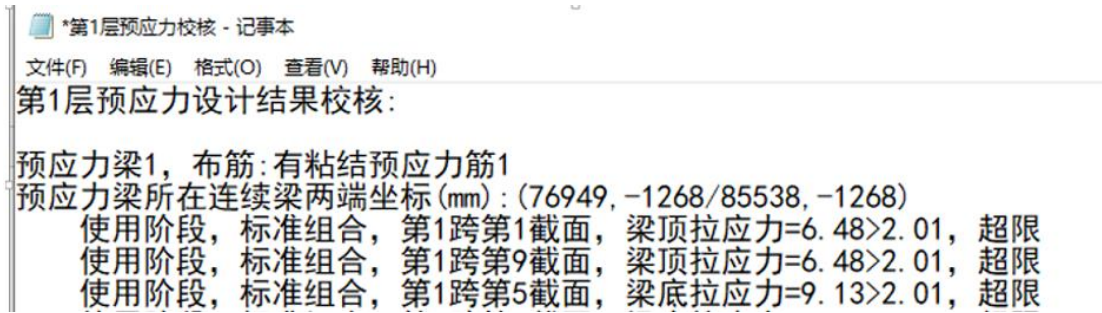 *第1层预应力校核 - 记事本
文件(F) 编辑(E) 格式(O) 查看(V) 帮助(H)
第1层预应力设计结果校核:
预应力梁1, 布筋:有粘结预应力筋1
预应力梁所在连续梁两端坐标(mm):(76949,-1268/85538,-1268)
使用阶段, 标准组合, 第1跨第1截面, 梁顶拉应力=6.48>2.01, 超限
使用阶段, 标准组合, 第1跨第9截面, 梁顶拉应力=6.48>2.01, 超限
使用阶段, 标准组合, 第1跨第5截面, 梁底拉应力=9.13>2.01, 超限